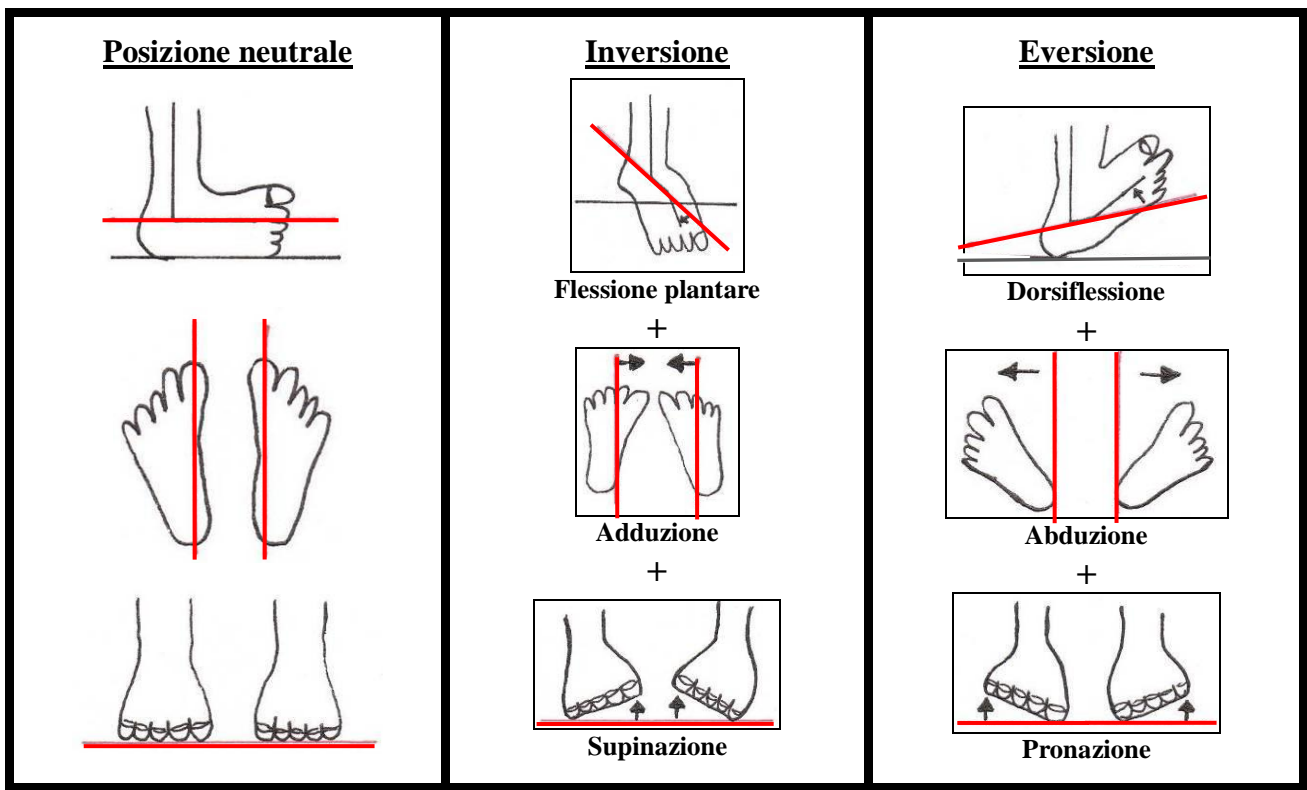 Posizione neutrale
Inversione
Flessione plantare
+
Adduzione
+
Supinazione
Eversione
Dorsiflessione
+
Abduzione
+
Pronazione